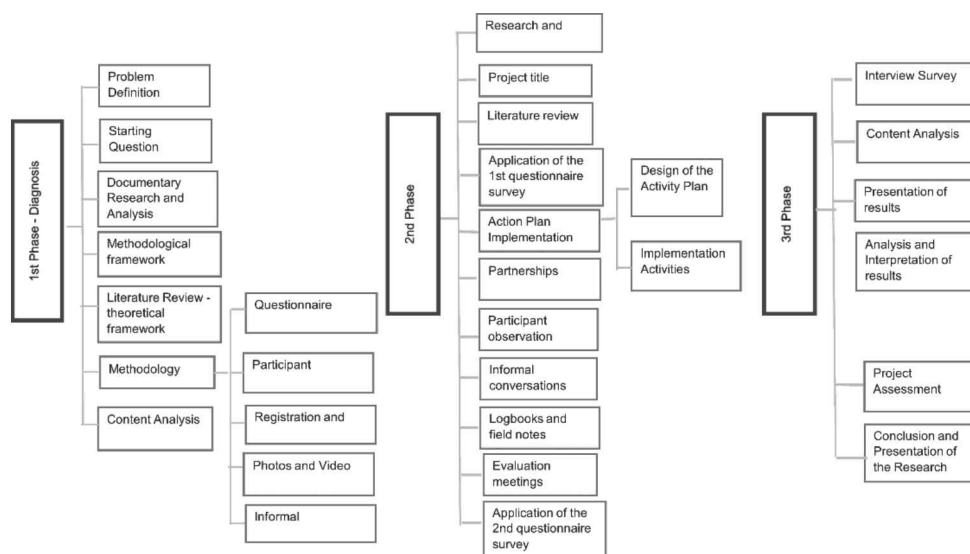 1st Phase - Diagnosis
Problem
Definition
Starting
Question
Documentary
Research and
Analysis
Methodological
framework
Literature Review -
theoretical
framework
Methodology
Content Analysis
Questionnaire
Participant
Registration and
Photos and Video
Informal
2nd Phase
Research and
Project title
Literature review
Application of the
1st questionnaire
survey
Action Plan
Implementation
Partnerships
Participant
observation
Informal
conversations
Logbooks and
field notes
Evaluation
meetings
Application of the
2nd questionnaire
survey
Design of the
Activity Plan
Implementation
Activities
3rd Phase
Interview Survey
Content Analysis
Presentation of
results
Analysis and
Interpretation of
results
Project
Assessment
Conclusion and
Presentation of
the Research